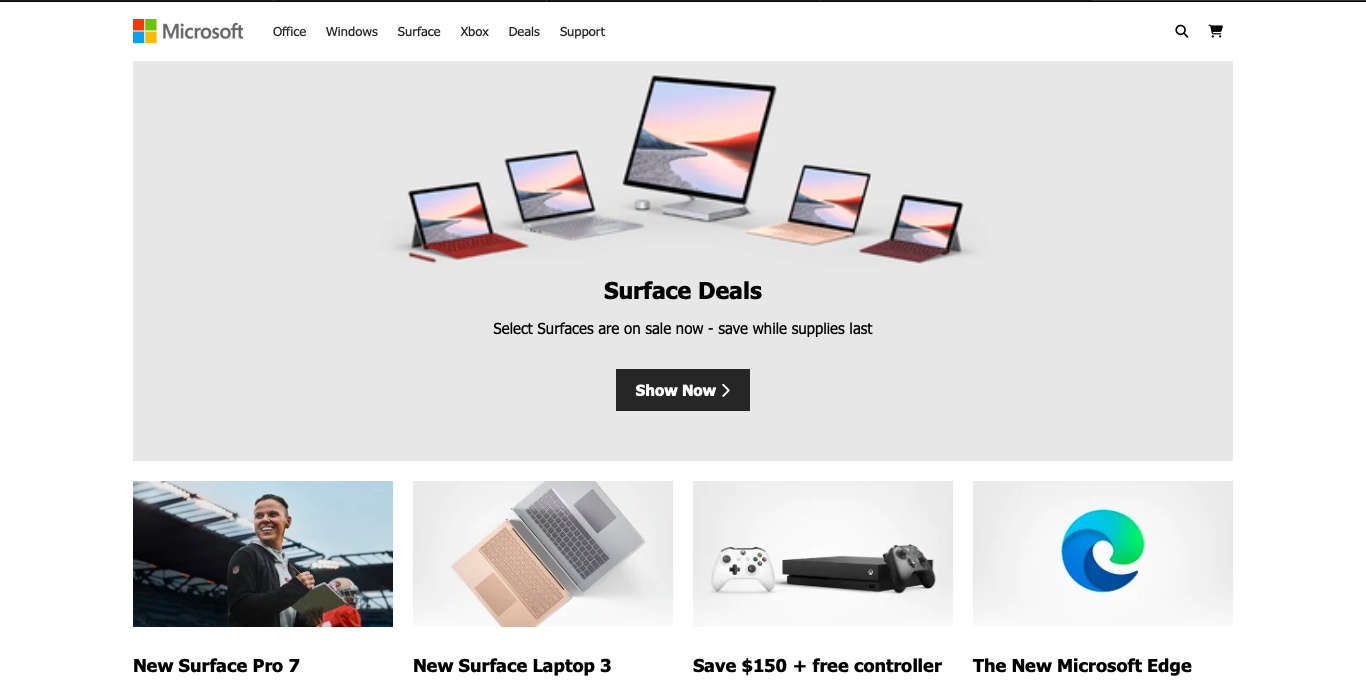 Microsoft Office Windows Surface Xbox Deals Support
Surface Deals
Select Surfaces are on sale now - save while supplies last
Show Now
New Surface Pro 7
New Surface Laptop 3
Save $150 + free controller
The New Microsoft Edge